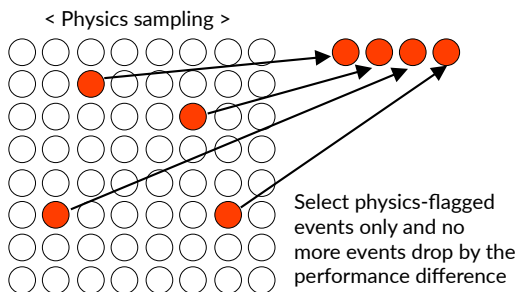 < Physics sampling >
Select physics-flagged
events only and no
more events drop by the
performance difference